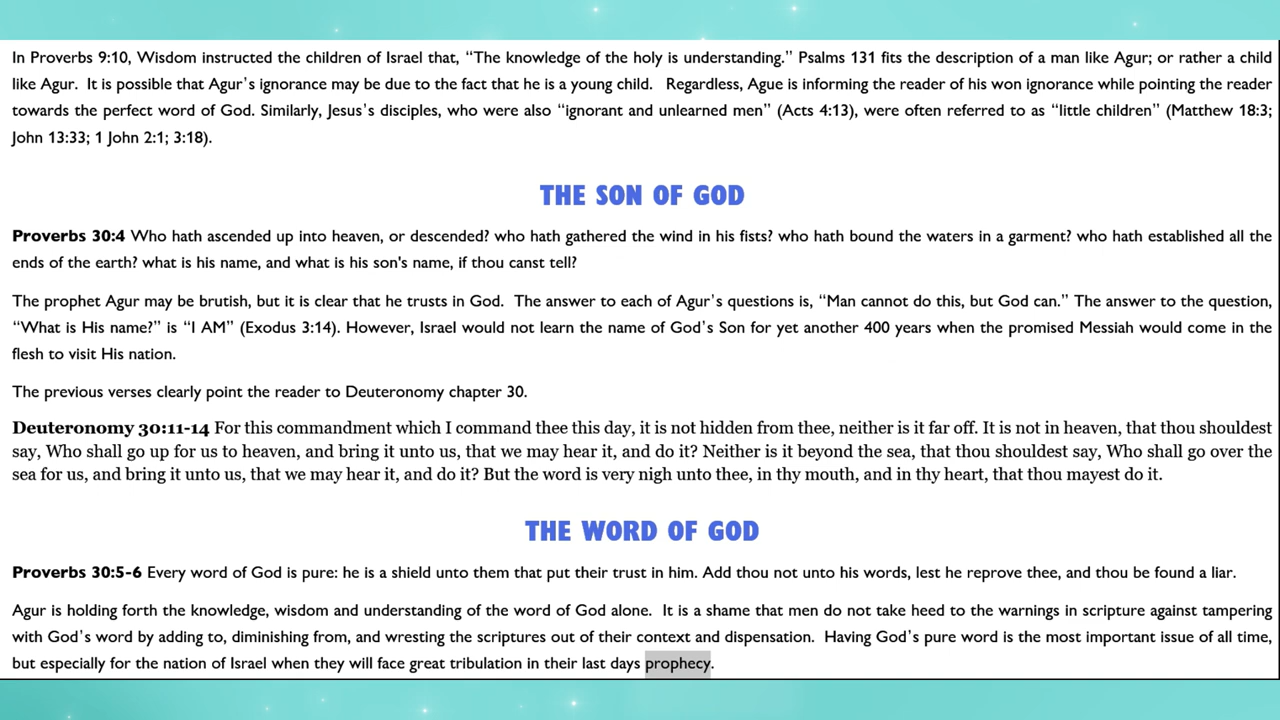 In Proverbs 9:10, Wisdom instructed the children of Israel that, “The knowledge of the holy is understanding.” Psalms 131 fits the description of a man like Agur; or rather a child
like Agur.  It is possible that Agur’s ignorance may be due to the fact that he is a young child.   Regardless, Ague is informing the reader of his won ignorance while pointing the reader
towards the perfect word of God. Similarly, Jesus’s disciples, who were also “ignorant and unlearned men” (Acts 4:13), were often referred to as “little children” (Matthew 18:3;
John 13:33; 1 John 2:1; 3:18).
THE SON OF GOD
Proverbs 30:4 Who hath ascended up into heaven, or descended? who hath gathered the wind in his fists? who hath bound the waters in a garment? who hath established all the
ends of the earth? what is his name, and what is his son's name, if thou canst tell?
The prophet Agur may be brutish, but it is clear that he trusts in God.  The answer to each of Agur’s questions is, “Man cannot do this, but God can.” The answer to the question,
“What is His name?” is “I AM” (Exodus 3:14). However, Israel would not learn the name of God’s Son for yet another 400 years when the promised Messiah would come in the
flesh to visit His nation.
The previous verses clearly point the reader to Deuteronomy chapter 30.
Deuteronomy 30:11-14 For this commandment which I command thee this day, it is not hidden from thee, neither is it far off. It is not in heaven, that thou shouldest
say, Who shall go up for us to heaven, and bring it unto us, that we may hear it, and do it? Neither is it beyond the sea, that thou shouldest say, Who shall go over the
sea for us, and bring it unto us, that we may hear it, and do it? But the word is very nigh unto thee, in thy mouth, and in thy heart, that thou mayest do it.
THE WORD OF GOD
Proverbs 30:5-6 Every word of God is pure: he is a shield unto them that put their trust in him. Add thou not unto his words, lest he reprove thee, and thou be found a liar.
Agur is holding forth the knowledge, wisdom and understanding of the word of God alone.  It is a shame that men do not take heed to the warnings in scripture against tampering
with God’s word by adding to, diminishing from, and wresting the scriptures out of their context and dispensation.  Having God’s pure word is the most important issue of all time,
but especially for the nation of Israel when they will face great tribulation in their last days prophecy.